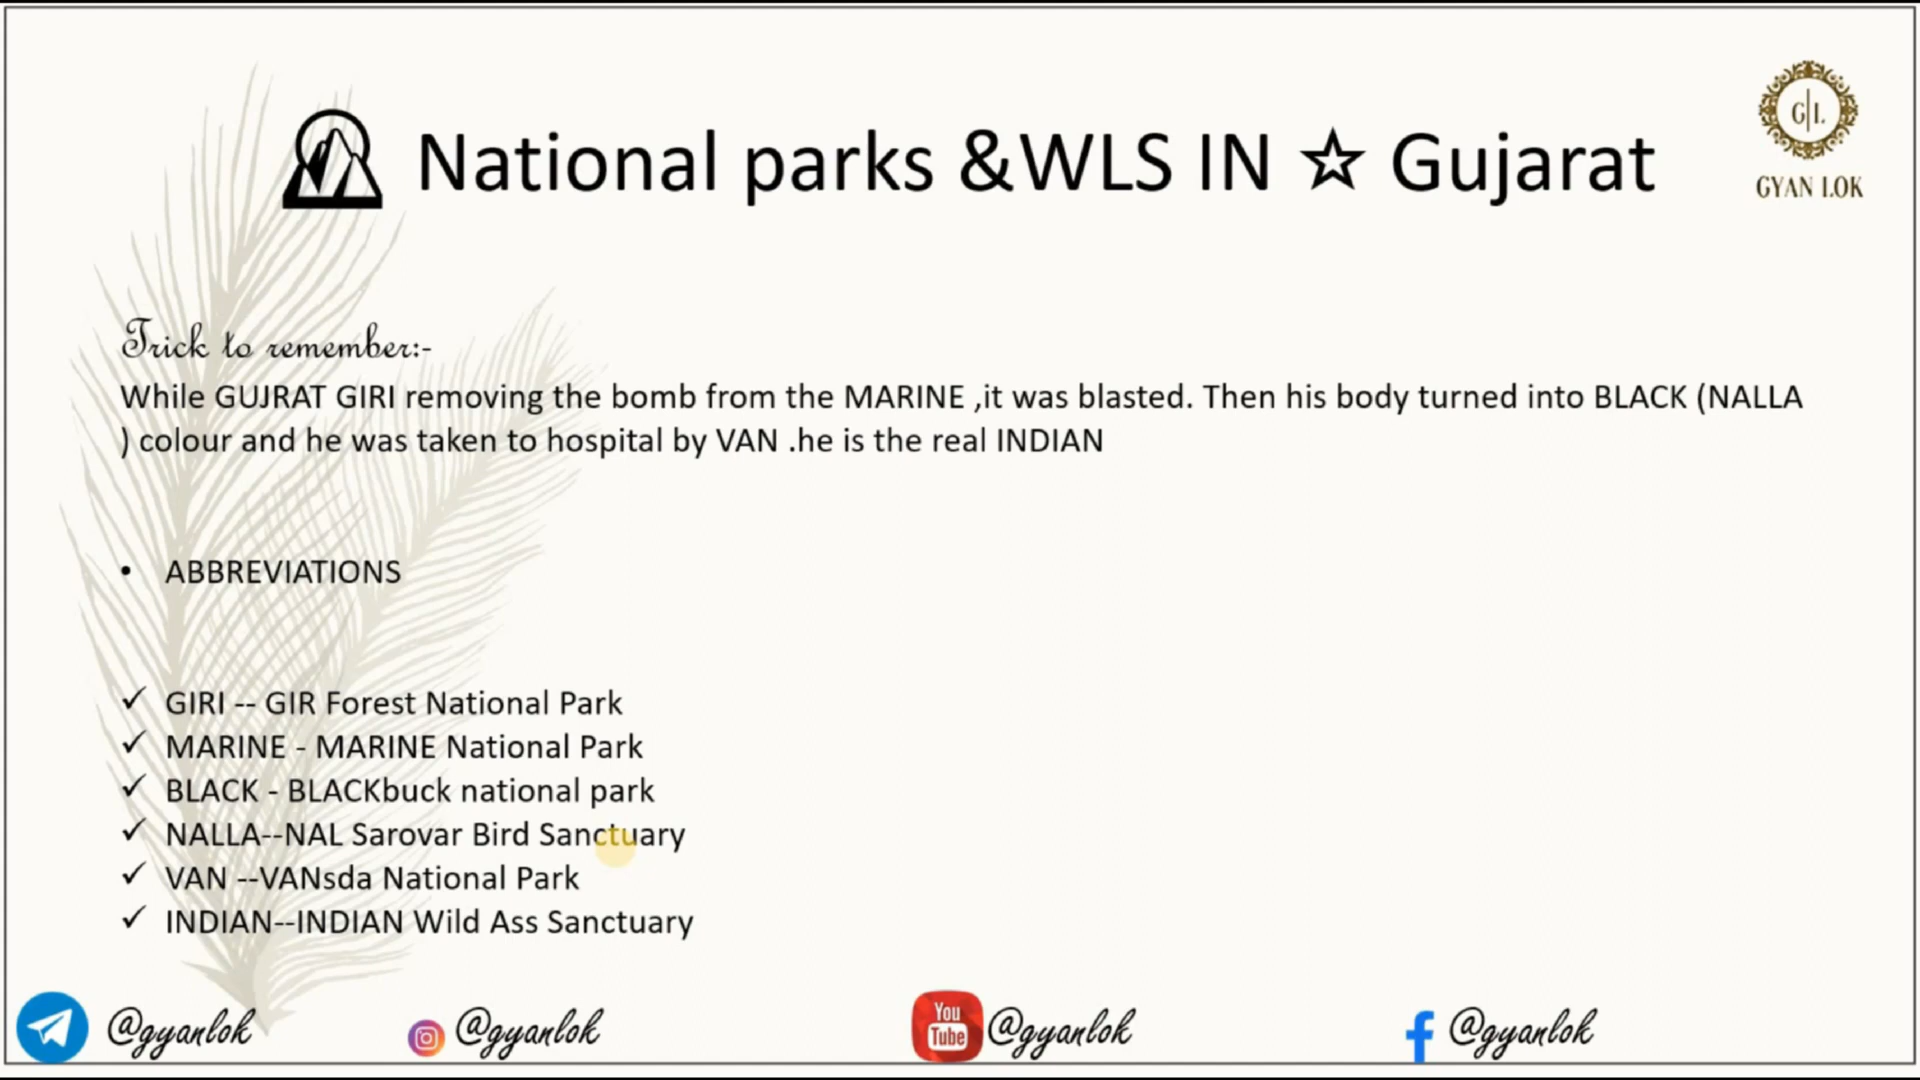 National parks &WLS IN ☆ Gujarat
G|L
GYAN LOK
Trick to remember:-
While GUJRAT GIRI removing the bomb from the MARINE ,it was blasted. Then his body turned into BLACK (NALLA
) colour and he was taken to hospital by VAN .he is the real INDIAN
• ABBREVIATIONS
✓ GIRI -- GIR Forest National Park
✓ MARINE - MARINE National Park
✓ BLACK - BLACKbuck national park
✓ NALLA--NAL Sarovar Bird Sanctuary
✓ VAN --VANsda National Park
✓ INDIAN--INDIAN Wild Ass Sanctuary
@gyanlok
@gyanlok
You
Tube
@gyanlok
@gyanlok